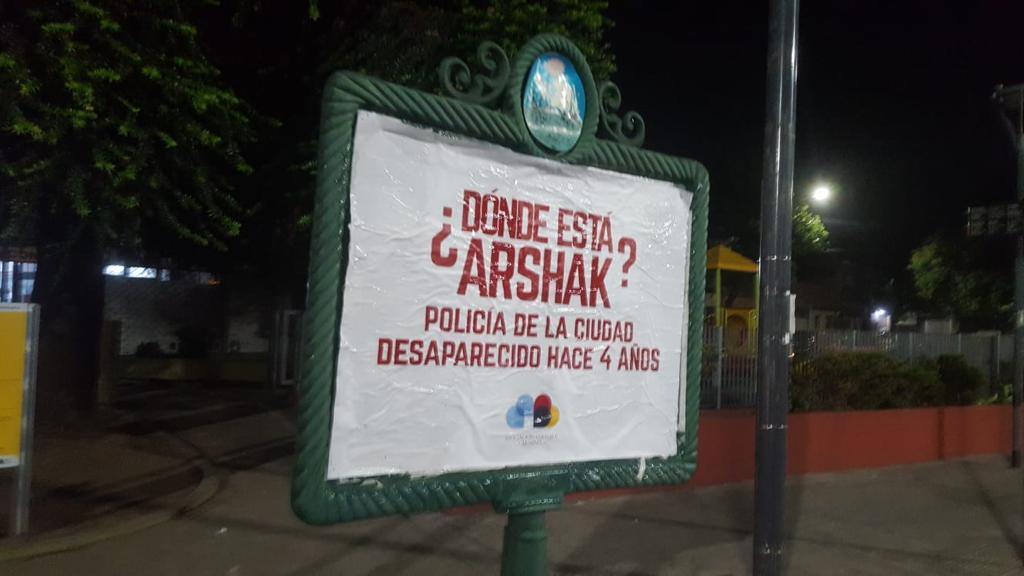 ¿DÓNDE ESTÁ
ARSHAK?
POLICÍA DE LA CIUDAD
DESAPARECIDO HACE 4 AÑOS